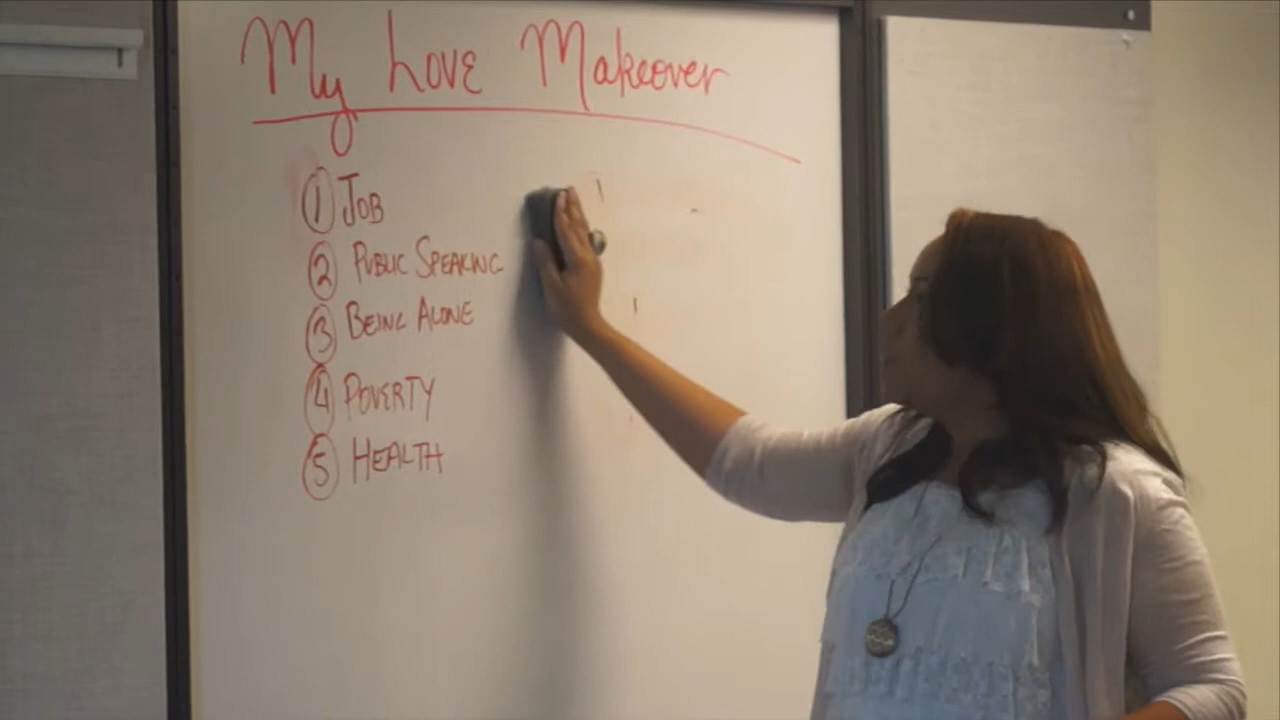 My Love Makeover
1 Job
2 Public Speaking
3 Being Alone
4 Poverty
5 Health